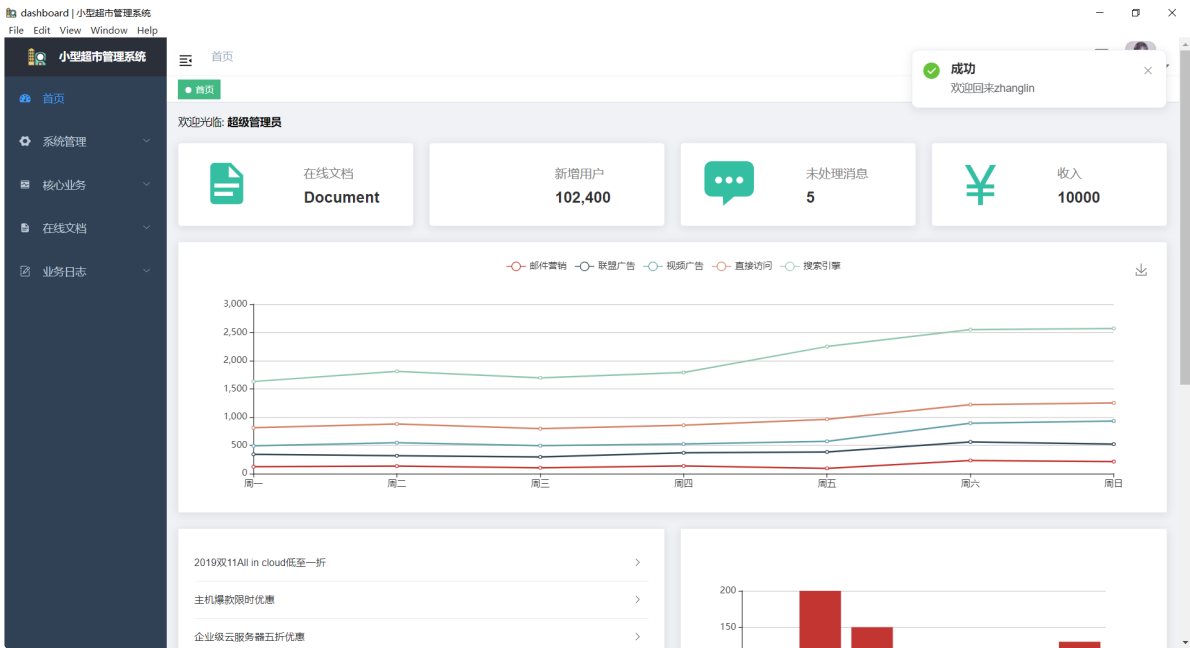 dashboard | 小型超市管理系统
File Edit View Window Help
小型超市管理系统
首页
首页
系统管理
核心业务
在线文档
业务日志
首页
成功
欢迎回来zhanglin
欢迎光临: 超级管理员
在线文档
Document
新增用户
102,400
未处理消息
5
收入
10000
邮件营销 联盟广告 视频广告 直接访问 搜索引擎
3,000
2,500
2,000
1,500
1,000
500
0
周一 周二 周三 周四 周五 周六 周日
2019双11All in cloud低至一折
主机爆款限时优惠
企业级云服务器五折优惠
200
150